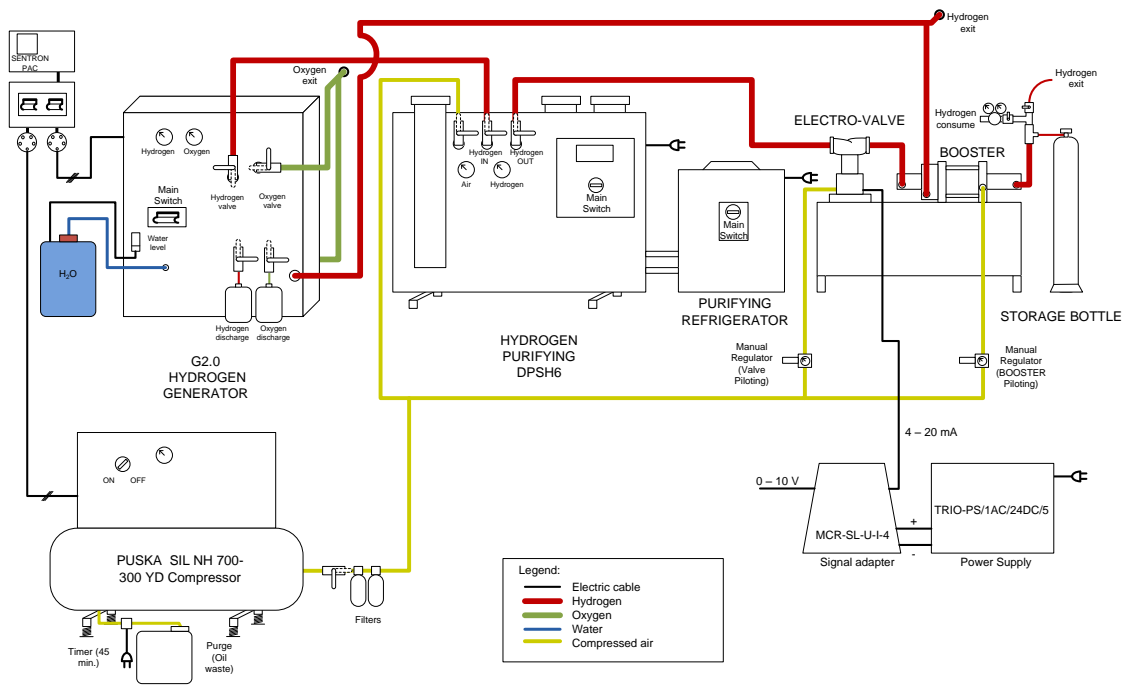 SENTRON
PAC
Hydrogen
Oxygen
Main
Switch
Water
level
H2O
Hydrogen
valve
Oxygen
valve
Hydrogen
discharge
Oxygen
discharge
G2.0
HYDROGEN
GENERATOR
Oxygen
exit
Hydrogen
IN
Hydrogen
OUT
Air
Hydrogen
Main
Switch
HYDROGEN
PURIFYING
DPSH6
Main
Switch
PURIFYING
REFRIGERATOR
ELECTRO-VALVE
BOOSTER
Hydrogen
exit
Hydrogen
consume
Hydrogen
exit
STORAGE BOTTLE
Manual
Regulator
(Valve
Piloting)
Manual
Regulator
(BOOSTER
Piloting)
4 – 20 mA
0 – 10 V
MCR-SL-U-I-4
Signal adapter
+
-
TRIO-PS/1AC/24DC/5
Power Supply
ON
OFF
PUSKA SIL NH 700-
300 YD Compressor
Filters
Timer (45
min.)
Purge
(Oil
waste)
Legend:
Electric cable
Hydrogen
Oxygen
Water
Compressed air